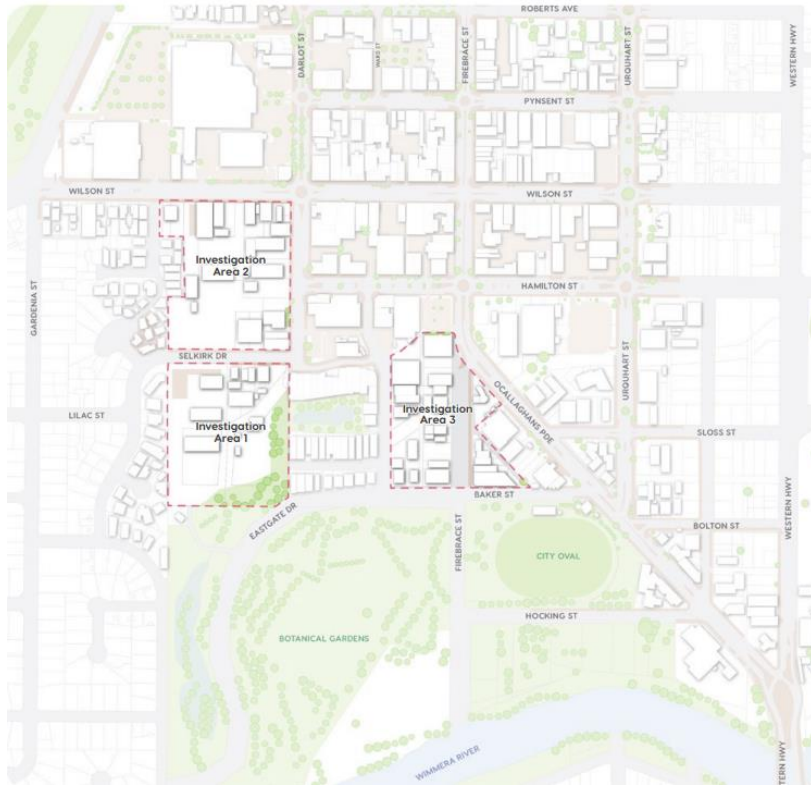 ROBERTS AVE
DARLOT ST
WARD ST
FIREBRACE ST
URQUHART ST
WESTERN HWY
PYNSENT ST
WILSON ST
WILSON ST
Investigation
Area 2
GARDENIA ST
HAMILTON ST
SELKIRK DR
URQUHART ST
OCALLAGHANS PDE
LILAC ST
Investigation
Area 1
Investigation
Area 3
SLOSS ST
WESTERN HWY
BAKER ST
EASTGATE DR
FIREBRACE ST
BOLTON ST
CITY OVAL
HOCKING ST
BOTANICAL GARDENS
WIMMERA RIVER
TERN HWY